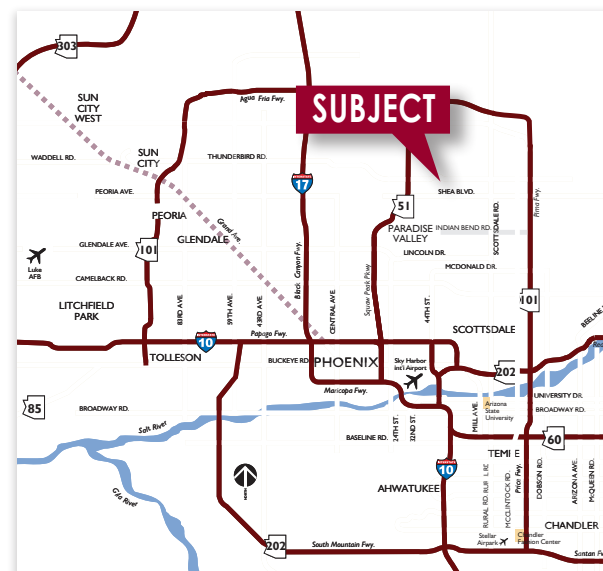 303
SUN
CITY
WEST
Agua Fria Fwy.
SUBJECT
WADDELL RD.
SUN
CITY
THUNDERBIRD RD.
17
PEORIA AVE.
SHEA BLVD.
Pima Fwy.
SCOTTSDALE RD.
51
PEORIA
PARADISE
VALLEY
INDIAN BEND RD.
Grand Ave.
GLENDALE AVE.
101
GLENDALE
LINCOLN DR.
MCDONALD DR.
Luke
AFB
CAMELBACK RD.
Black Canyon Fwy.
Squaw Peak Pkwy
LITCHFIELD
PARK
83RD AVE.
59TH AVE.
43RD AVE.
CENTRAL AVE.
44TH ST.
101
BEELINE
Papago Fwy.
SCOTTSDALE
10
TOLLESON
BUCKEYE RD.
PHOENIX
Sky Harbor
Int'l Airport
202
Maricopa Fwy.
85
BROADWAY RD.
Salt River
24TH ST.
32ND ST.
MILL AVE.
Arizona
State
University
UNIVERSITY DR.
BROADWAY RD.
BASELINE RD.
60
Gila River
NORTH
10
TEM E
AHWATUKEE
RURAL RD.
MCCLINTOCK RD.
Price Fwy.
DOBSON RD.
ARIZONA AVE.
McQUEEN RD.
CHANDLER
Stellar
Airpark
Chandler
Fashion Center
202
South Mountain Fwy.
Santan Fw